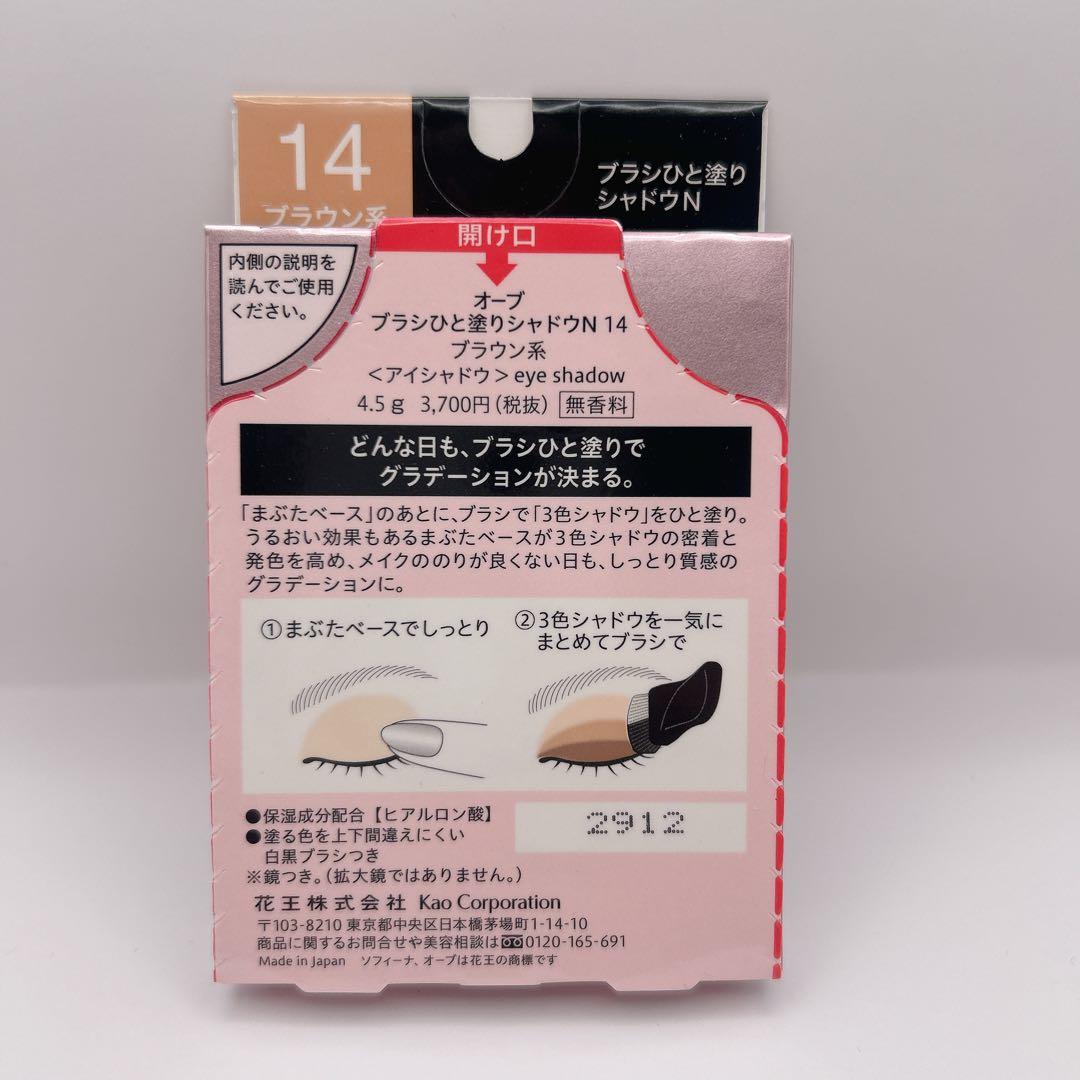 14
ブラウン系
ブラシひと塗り
シャドウN
開け口
内側の説明を
読んでご使用
ください。
オーブ
ブラシひと塗りシャドウN 14
ブラウン系
＜アイシャドウ＞eye shadow
4.5g 3,700円(税抜) 無香料
どんな日も、ブラシひと塗りで
グラデーションが決まる。
「まぶたベース」のあとに、ブラシで「3色シャドウ」をひと塗り。
うるおい効果もあるまぶたベースが3色シャドウの密着と
発色を高め、メイクののりが良くない日も、しっとり質感の
グラデーションに。
①まぶたベースでしっとり
②3色シャドウを一気に
まとめてブラシで
●保湿成分配合【ヒアルロン酸】
●塗る色を上下間違えにくい
白黒ブラシつき
※鏡つき。(拡大鏡ではありません。)
2912
花王株式会社 Kao Corporation
〒103-8210 東京都中央区日本橋茅場町1-14-10
商品に関するお問合せや美容相談は0120-165-691
Made in Japan ソフィーナ、オーブは花王の商標です